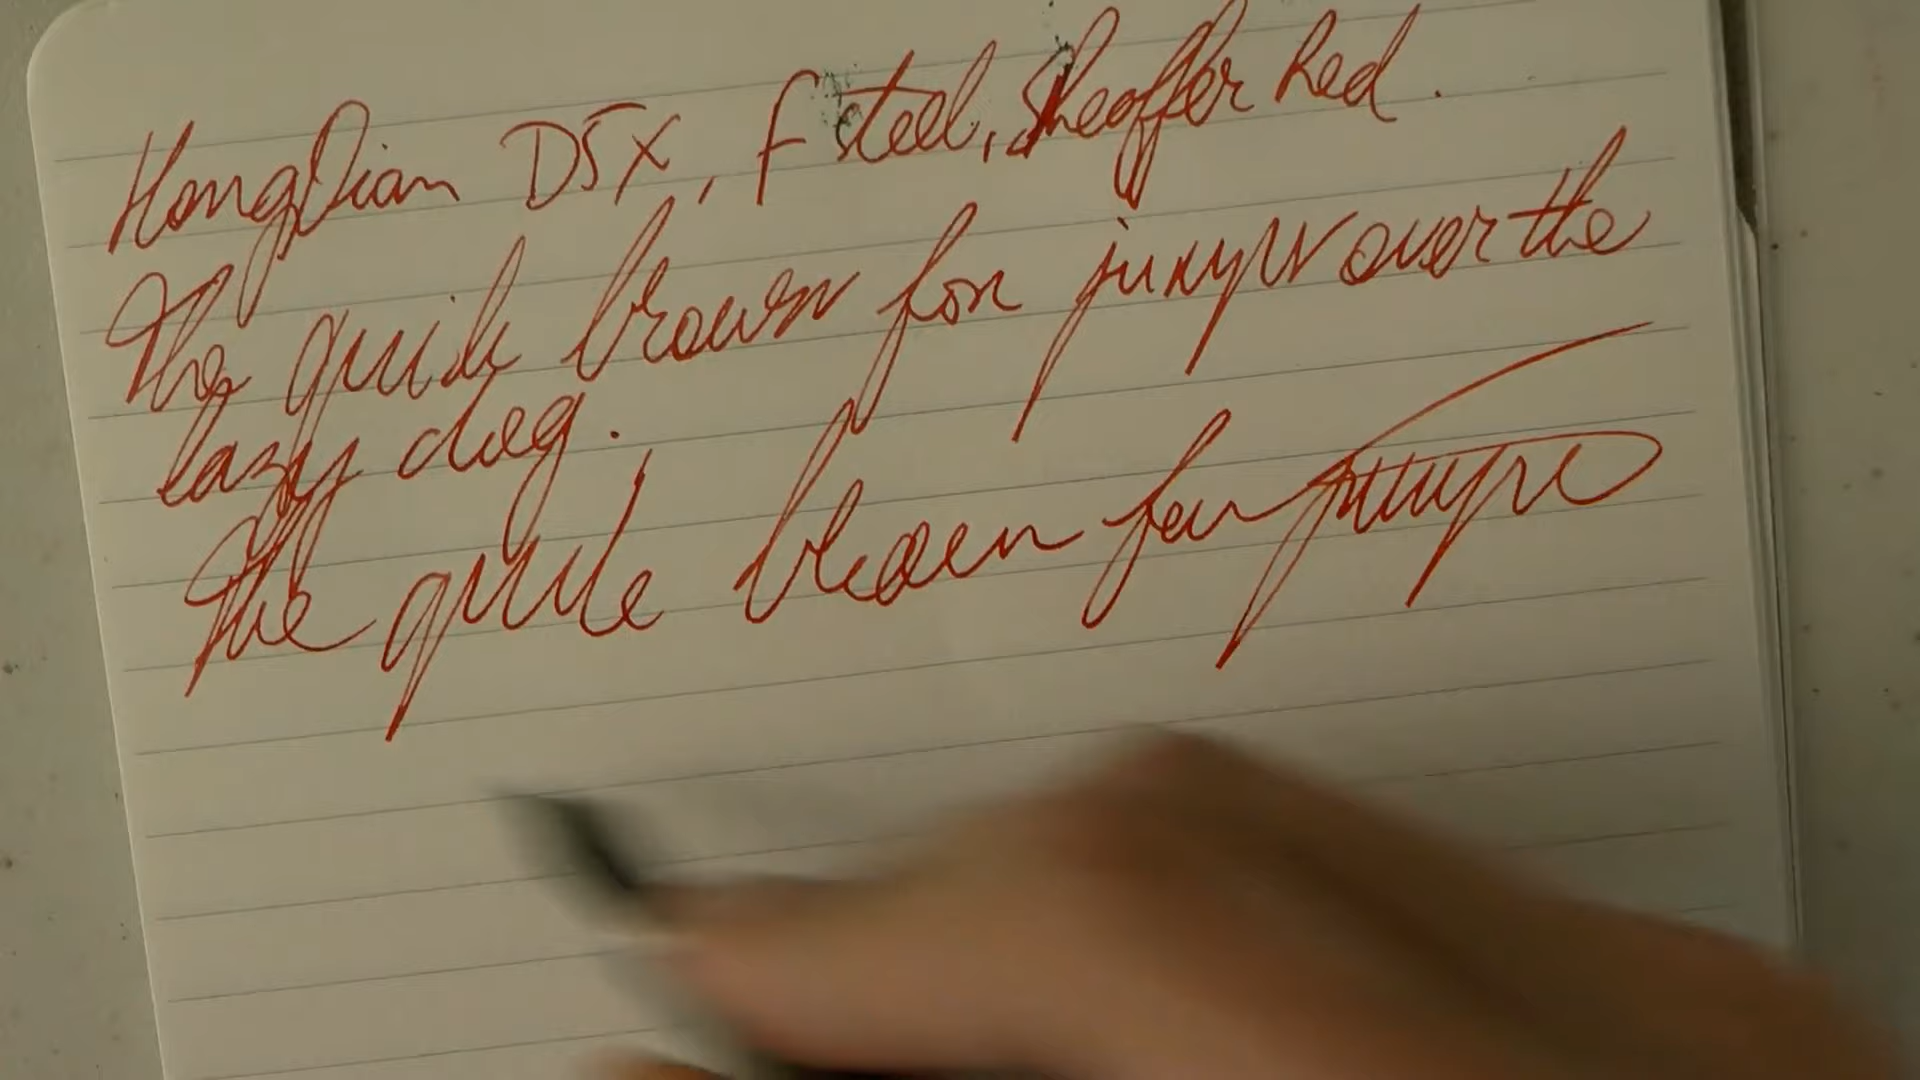 HongDian D5X, F steel, Sheaffer Red.
The quick brown fox jumps over the
lazy dog.
The quick brown fox jumps